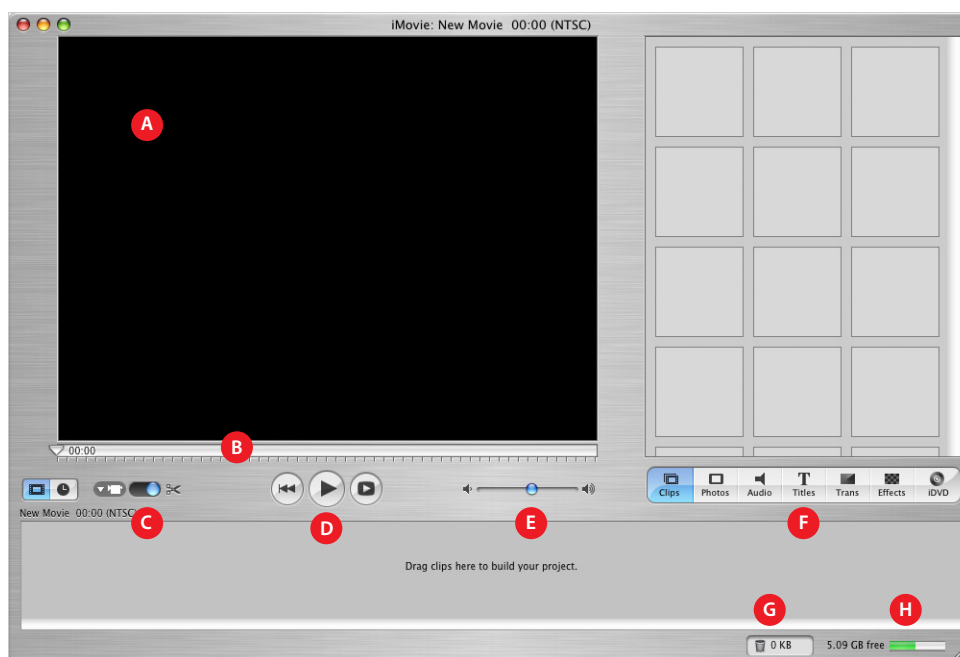 iMovie: New Movie 00:00 (NTSC)
A
00:00
B
Clips Photos Audio Titles Trans Effects iDVD
New Movie 00:00 (NTSC)
C
D
E
F
Drag clips here to build your project.
G
H
0 KB
5.09 GB free